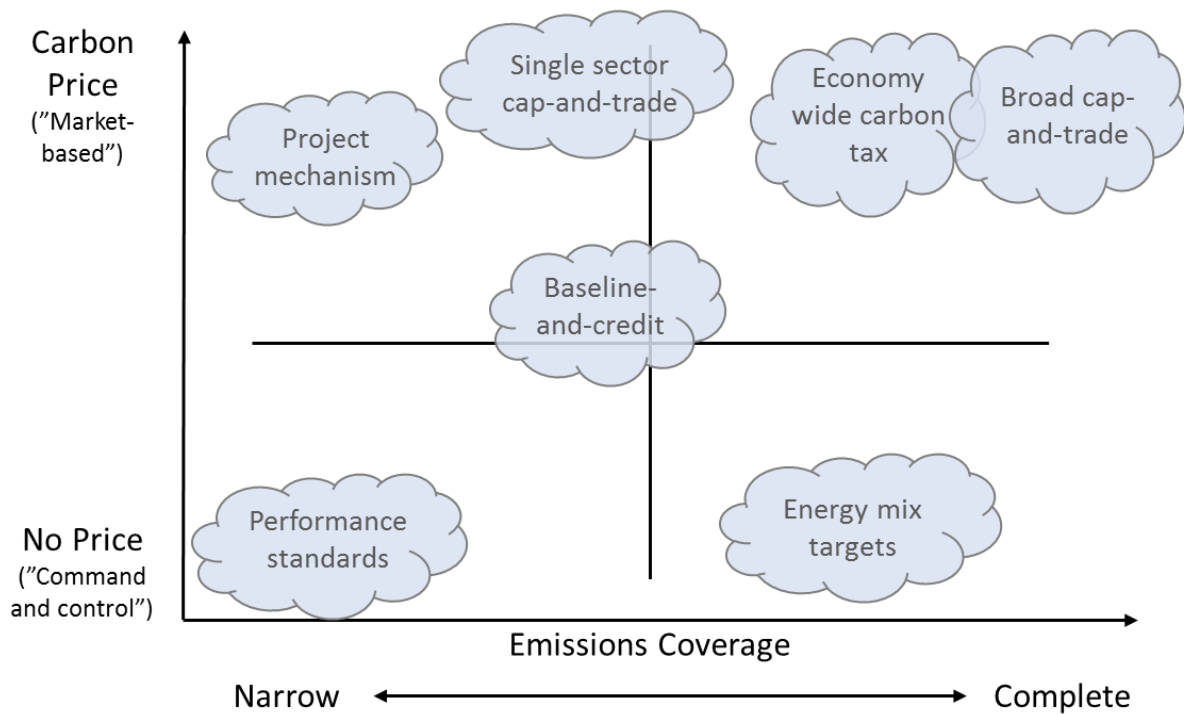 Carbon
Price
(”Market-
based”)
Project
mechanism
Single sector
cap-and-trade
Economy
wide carbon
tax
Broad cap-
and-trade
Baseline-
and-credit
No Price
(”Command
and control”)
Performance
standards
Energy mix
targets
Emissions Coverage
Narrow
Complete